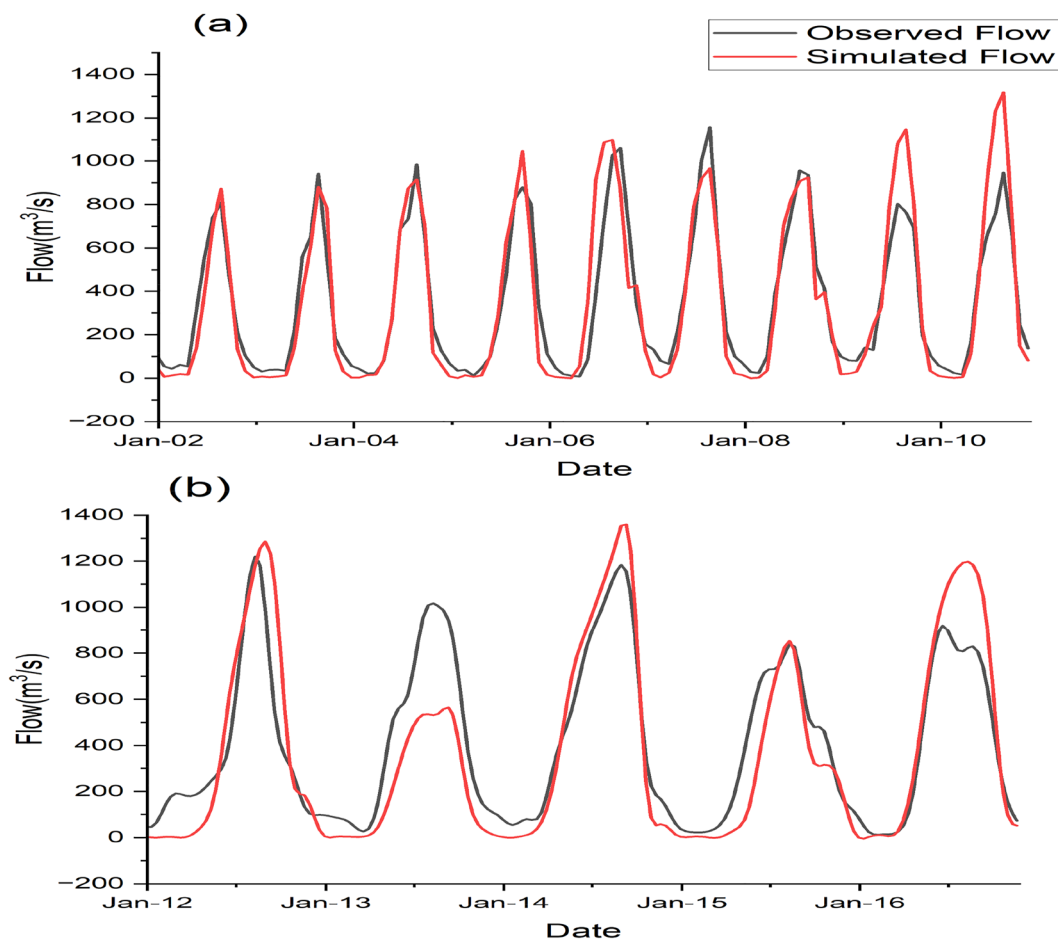 (a)
Observed Flow
Simulated Flow
Flow(m³/s)
1400
1200
1000
800
600
400
200
0
−200
Jan-02
Jan-04
Jan-06
Jan-08
Jan-10
Date
(b)
Flow(m³/s)
1400
1200
1000
800
600
400
200
0
−200
Jan-12
Jan-13
Jan-14
Jan-15
Jan-16
Date